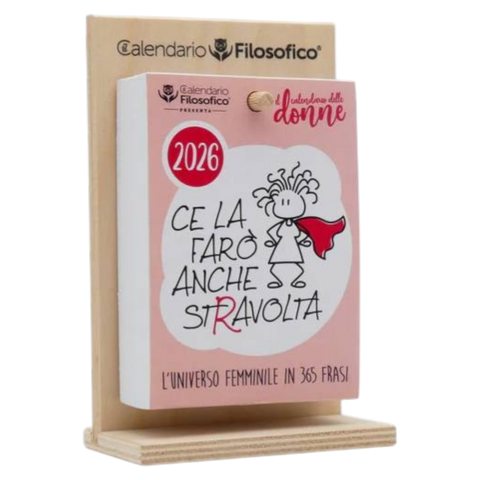 Calendario Filosofico®
Calendario
Filosofico®
PRESENTA
il calendario delle
donne
2026
CE LA
FARÒ
ANCHE
STRAVOLTA
L'UNIVERSO FEMMINILE IN 365 FRASI